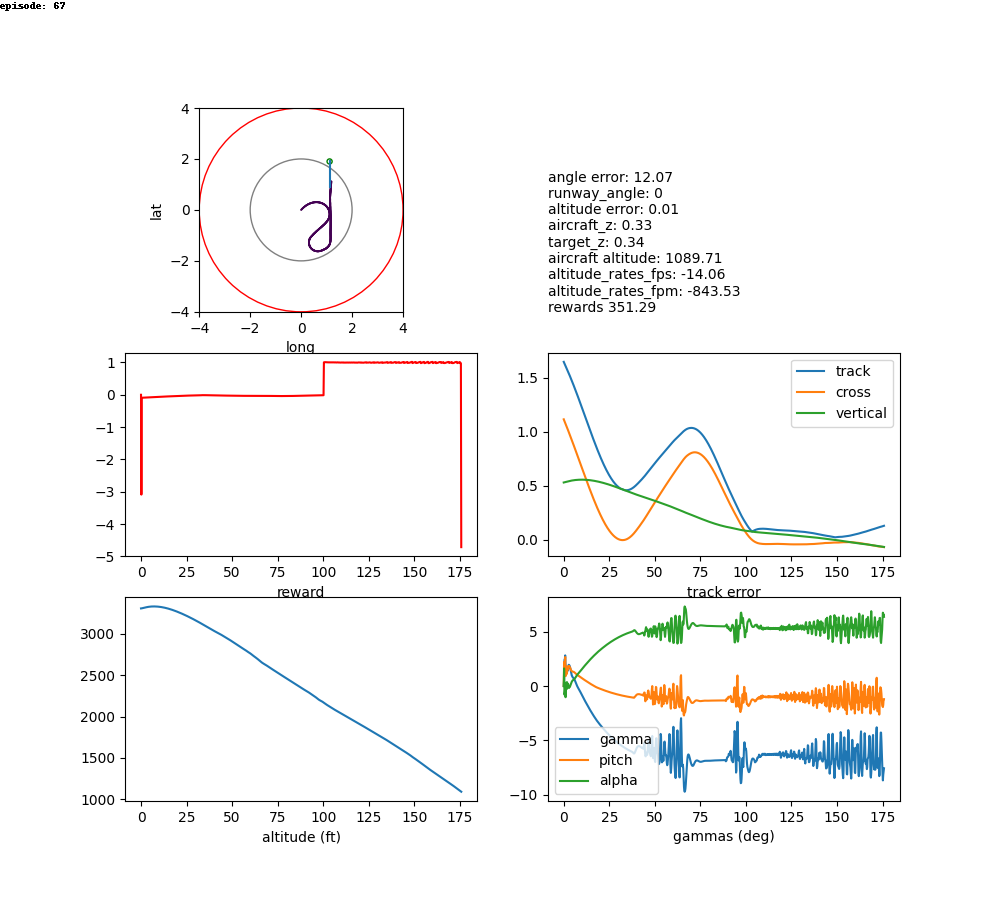 episode: 67
4
2
0
−2
−4
lat
−4 −2 0 2 4
long
angle error: 12.07
runway_angle: 0
altitude error: 0.01
aircraft_z: 0.33
target_z: 0.34
aircraft altitude: 1089.71
altitude_rates_fps: -14.06
altitude_rates_fpm: -843.53
rewards 351.29
1
0
−1
−2
−3
−4
−5
0 25 50 75 100 125 150 175
reward
1.5
1.0
0.5
0.0
track
cross
vertical
0 25 50 75 100 125 150 175
track error
3000
2500
2000
1500
1000
0 25 50 75 100 125 150 175
altitude (ft)
5
0
−5
−10
gamma
pitch
alpha
0 25 50 75 100 125 150 175
gammas (deg)